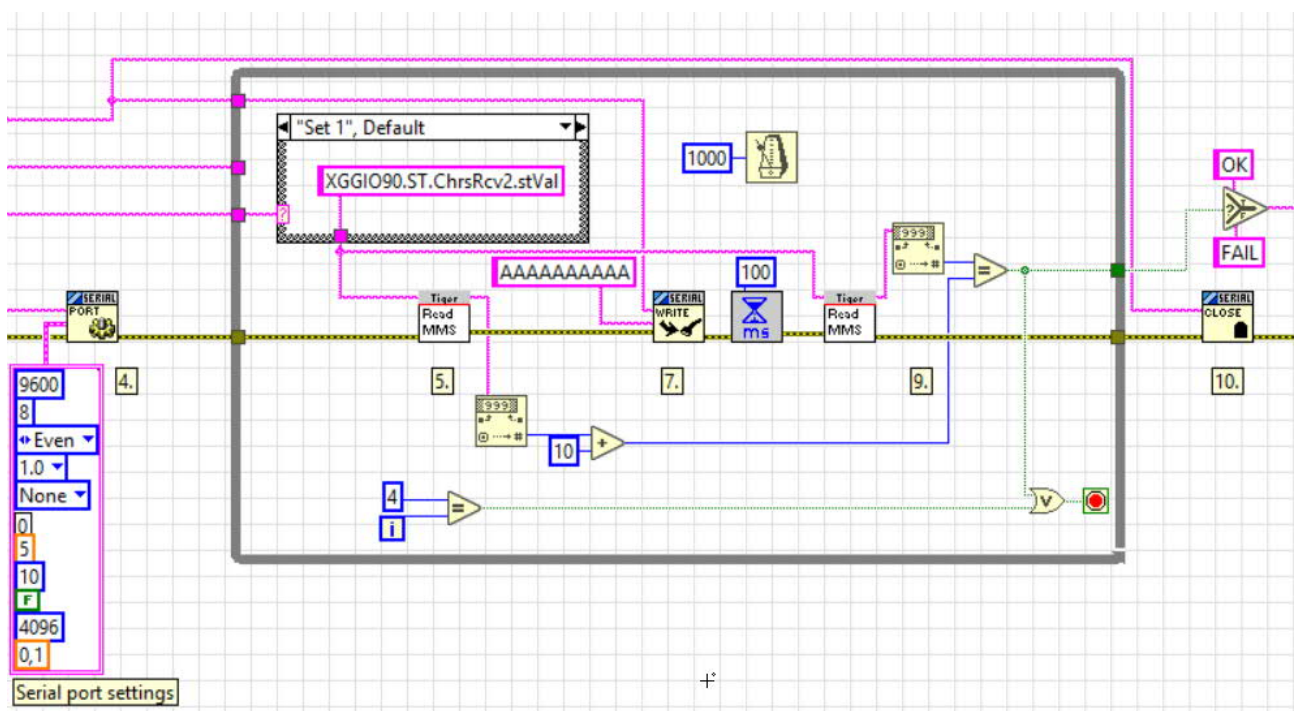 "Set 1", Default
XGGIO90.ST.ChrsRcv2.stVal
?
1000
OK
?
T
F
FAIL
999
#
=
AAAAAAAAAA
100
SERIAL
PORT
Tiger
Read
MMS
SERIAL
WRITE
ms
Tiger
Read
MMS
SERIAL
CLOSE
4.
5.
7.
9.
10.
9600
8
Even
1.0
None
0
5
10
F
4096
0,1
999
#
10
+
4
i
=
V
Serial port settings